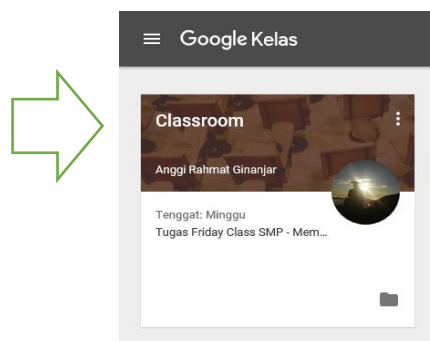 Google Kelas
Classroom
Anggi Rahmat Ginanjar
Tenggat: Minggu
Tugas Friday Class SMP - Mem...